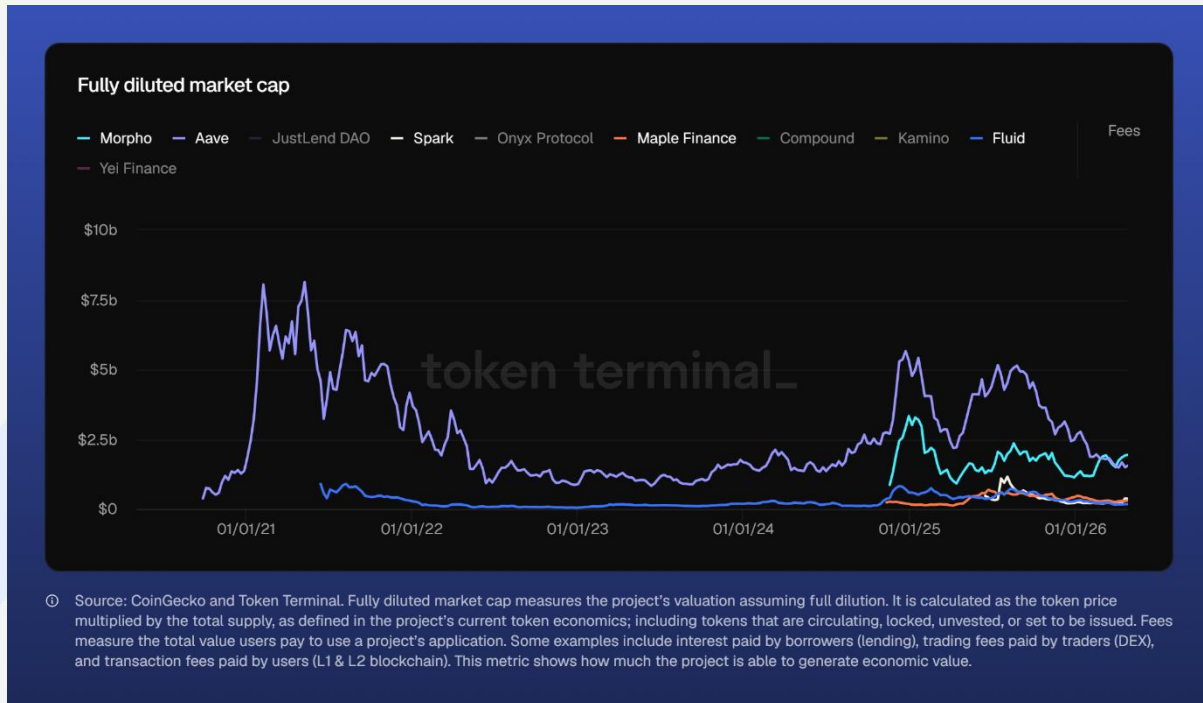 Fully diluted market cap
Morpho Aave JustLend DAO Spark Onyx Protocol Maple Finance Compound Kamino Fluid
Yei Finance
Fees
$10b
$7.5b
$5b
$2.5b
$0
token terminal_
01/01/21 01/01/22 01/01/23 01/01/24 01/01/25 01/01/26
Source: CoinGecko and Token Terminal. Fully diluted market cap measures the project's valuation assuming full dilution. It is calculated as the token price
multiplied by the total supply, as defined in the project's current token economics; including tokens that are circulating, locked, unvested, or set to be issued. Fees
measure the total value users pay to use a project's application. Some examples include interest paid by borrowers (lending), trading fees paid by traders (DEX),
and transaction fees paid by users (L1 & L2 blockchain). This metric shows how much the project is able to generate economic value.